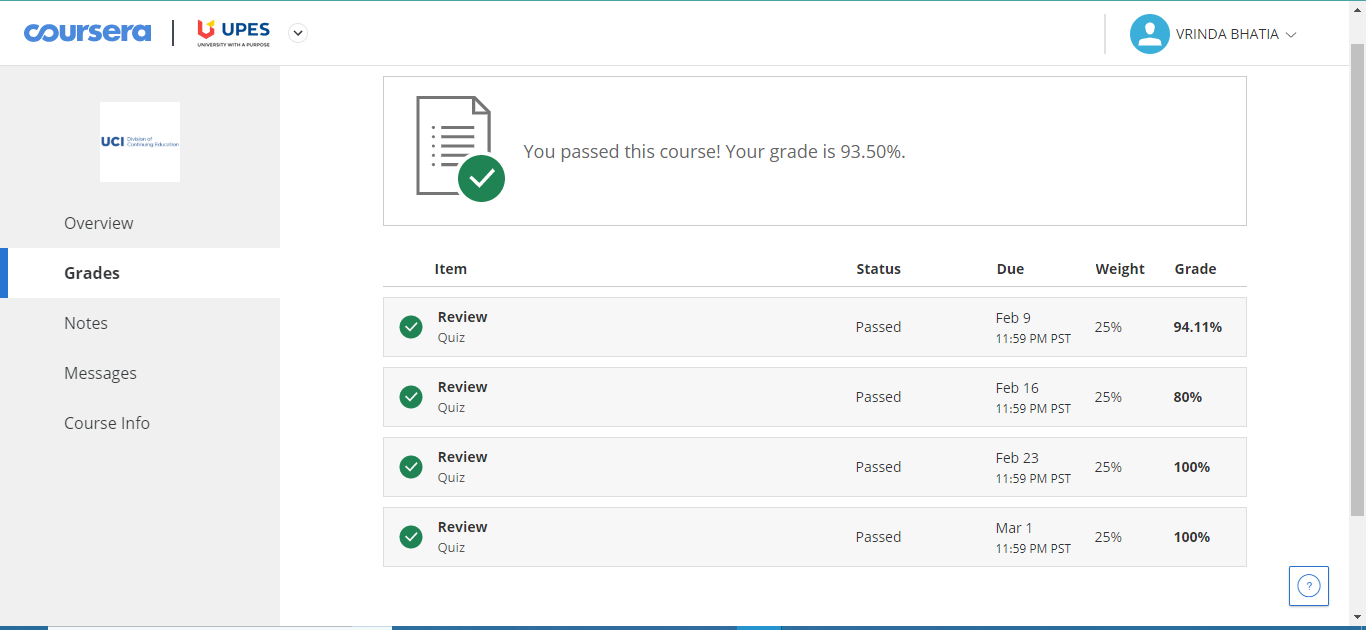 coursera
UPES
UNIVERSITY WITH A PURPOSE
VRINDA BHATIA
UCI Division of
Continuing Education
Overview
Grades
Notes
Messages
Course Info
You passed this course! Your grade is 93.50%.
Item Status Due Weight Grade
Review
Quiz
Passed
Feb 9
11:59 PM PST
25%
94.11%
Review
Quiz
Passed
Feb 16
11:59 PM PST
25%
80%
Review
Quiz
Passed
Feb 23
11:59 PM PST
25%
100%
Review
Quiz
Passed
Mar 1
11:59 PM PST
25%
100%
?